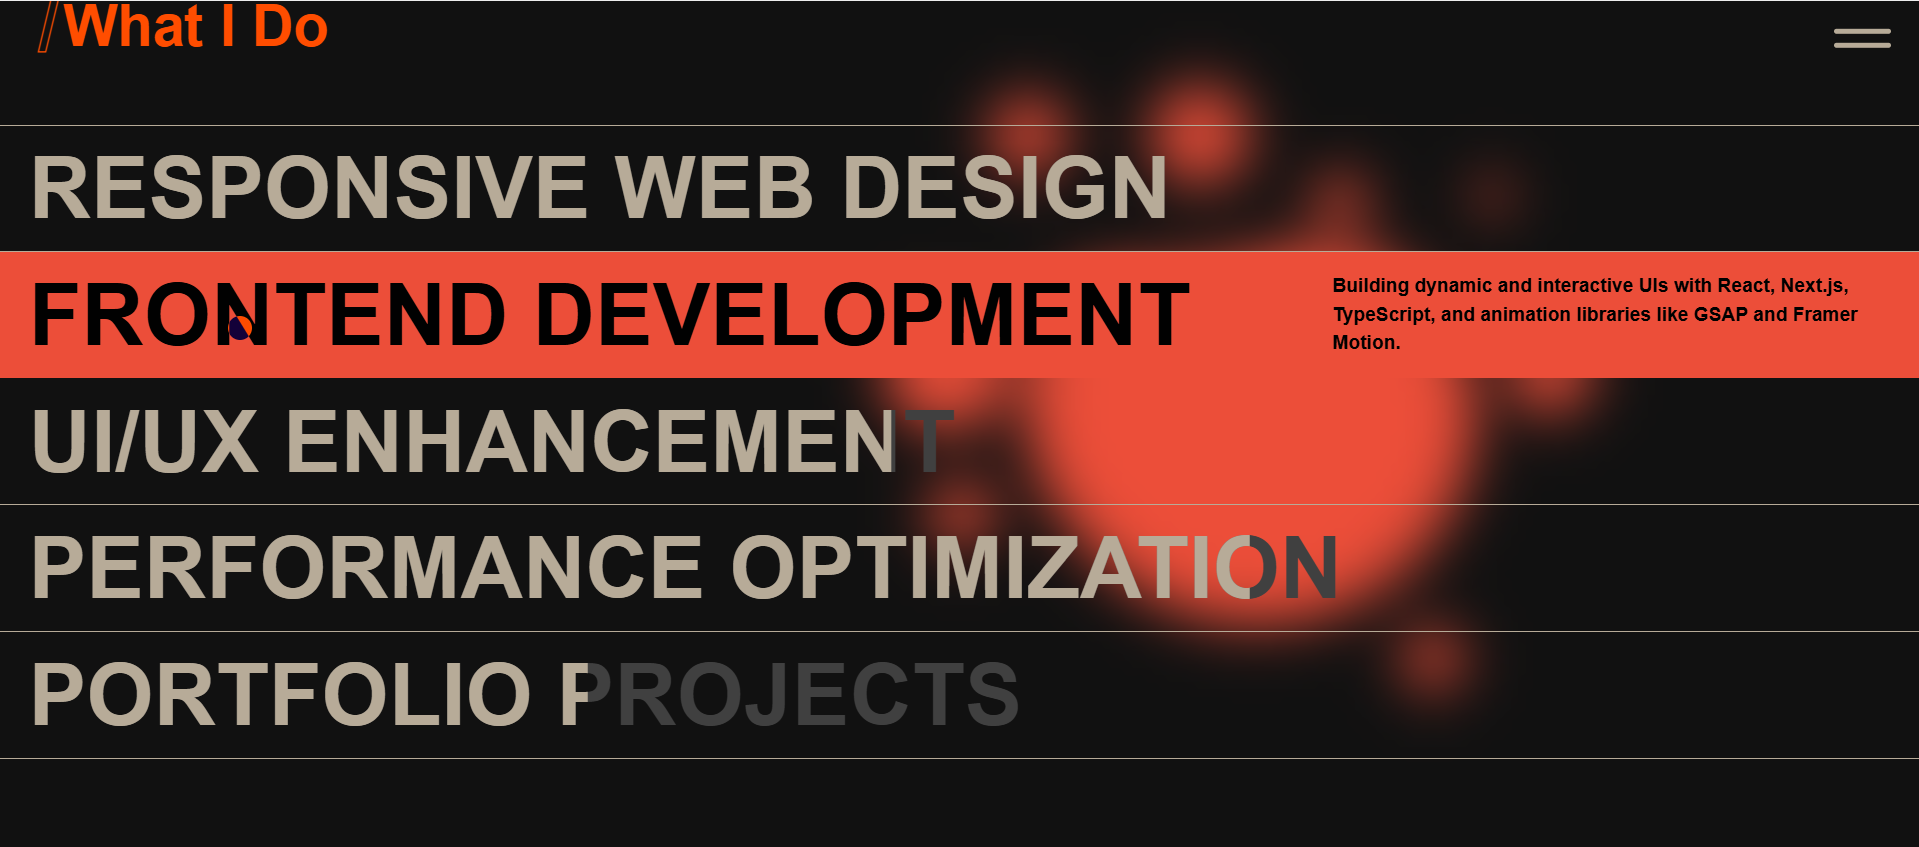 //What I Do
RESPONSIVE WEB DESIGN
FRONTEND DEVELOPMENT
Building dynamic and interactive UIs with React, Next.js,
TypeScript, and animation libraries like GSAP and Framer
Motion.
UI/UX ENHANCEMENT
PERFORMANCE OPTIMIZATION
PORTFOLIO PROJECTS